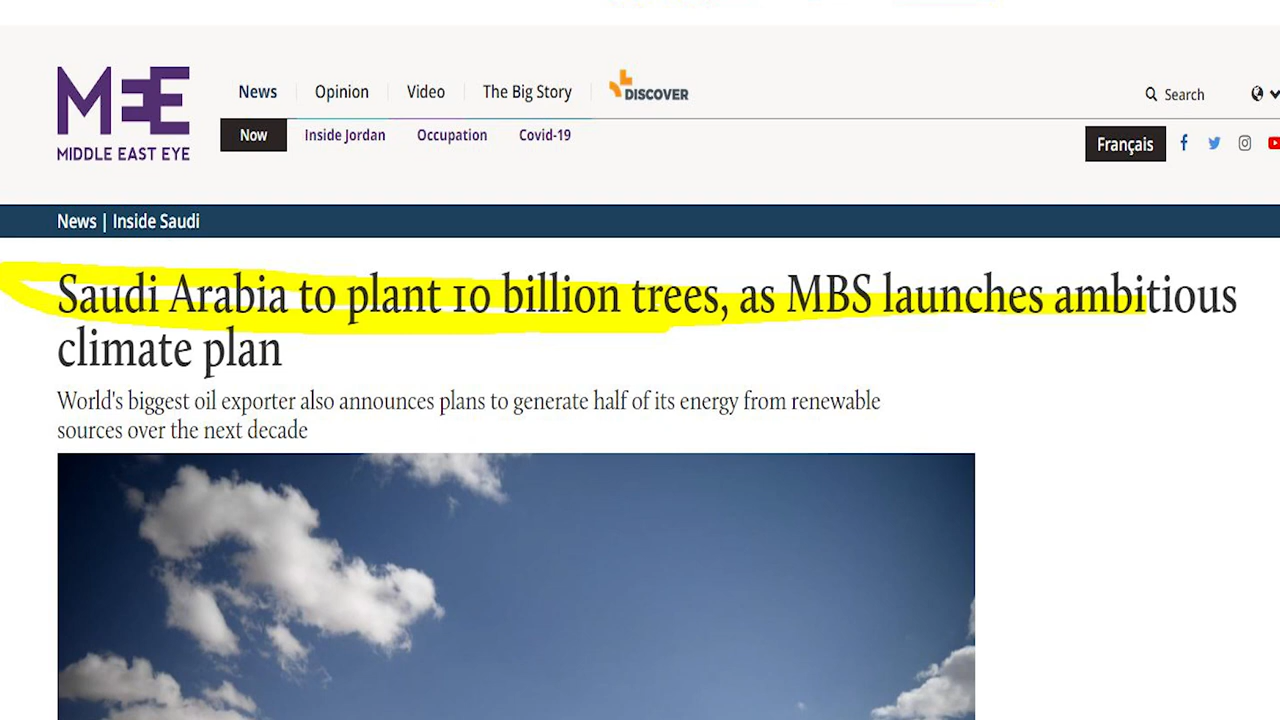 MEE
MIDDLE EAST EYE
News Opinion Video The Big Story DISCOVER
Search
Now Inside Jordan Occupation Covid-19
Français
News | Inside Saudi
Saudi Arabia to plant 10 billion trees, as MBS launches ambitious
climate plan
World's biggest oil exporter also announces plans to generate half of its energy from renewable
sources over the next decade